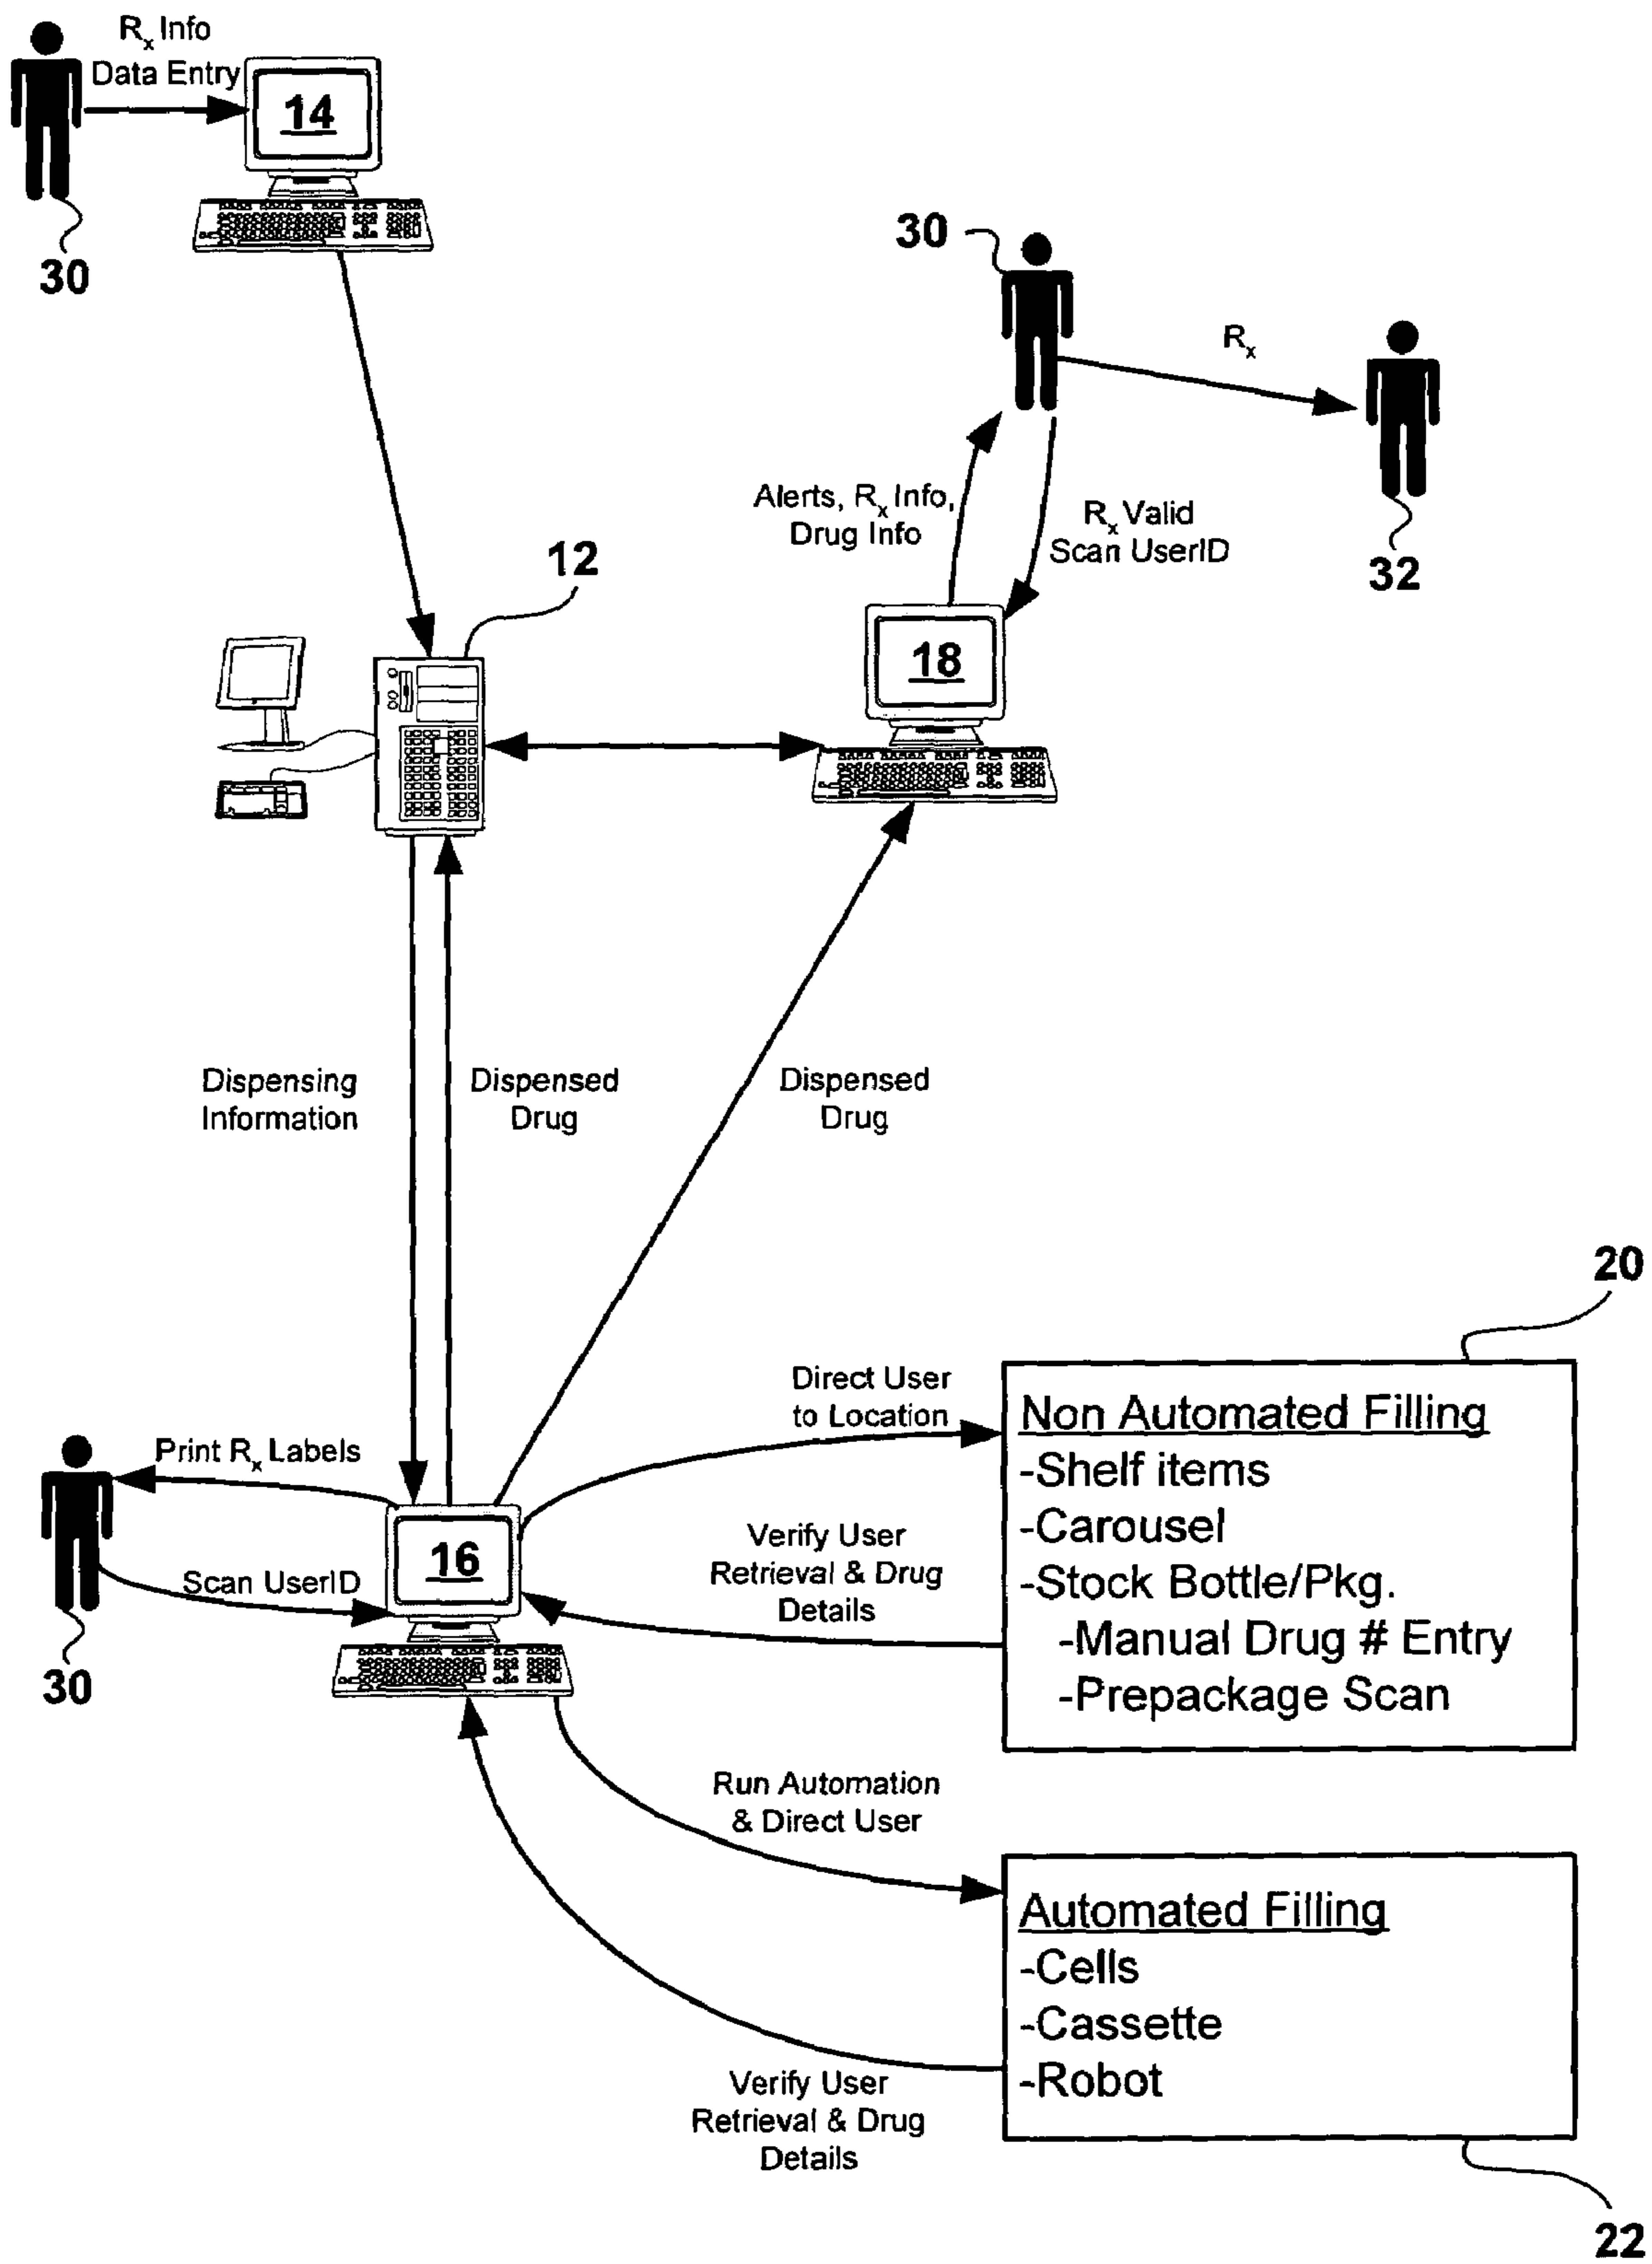 Rx Info
Data Entry
14
30
30
Rx
Alerts, Rx Info,
Drug Info
Rx Valid
Scan UserID
32
12
18
Dispensing
Information
Dispensed
Drug
Dispensed
Drug
20
Direct User
to Location
Non Automated Filling
-Shelf items
-Carousel
-Stock Bottle/Pkg.
-Manual Drug # Entry
-Prepackage Scan
Print Rx Labels
16
Verify User
Retrieval & Drug
Details
Scan UserID
30
Run Automation
& Direct User
Automated Filling
-Cells
-Cassette
-Robot
Verify User
Retrieval & Drug
Details
22